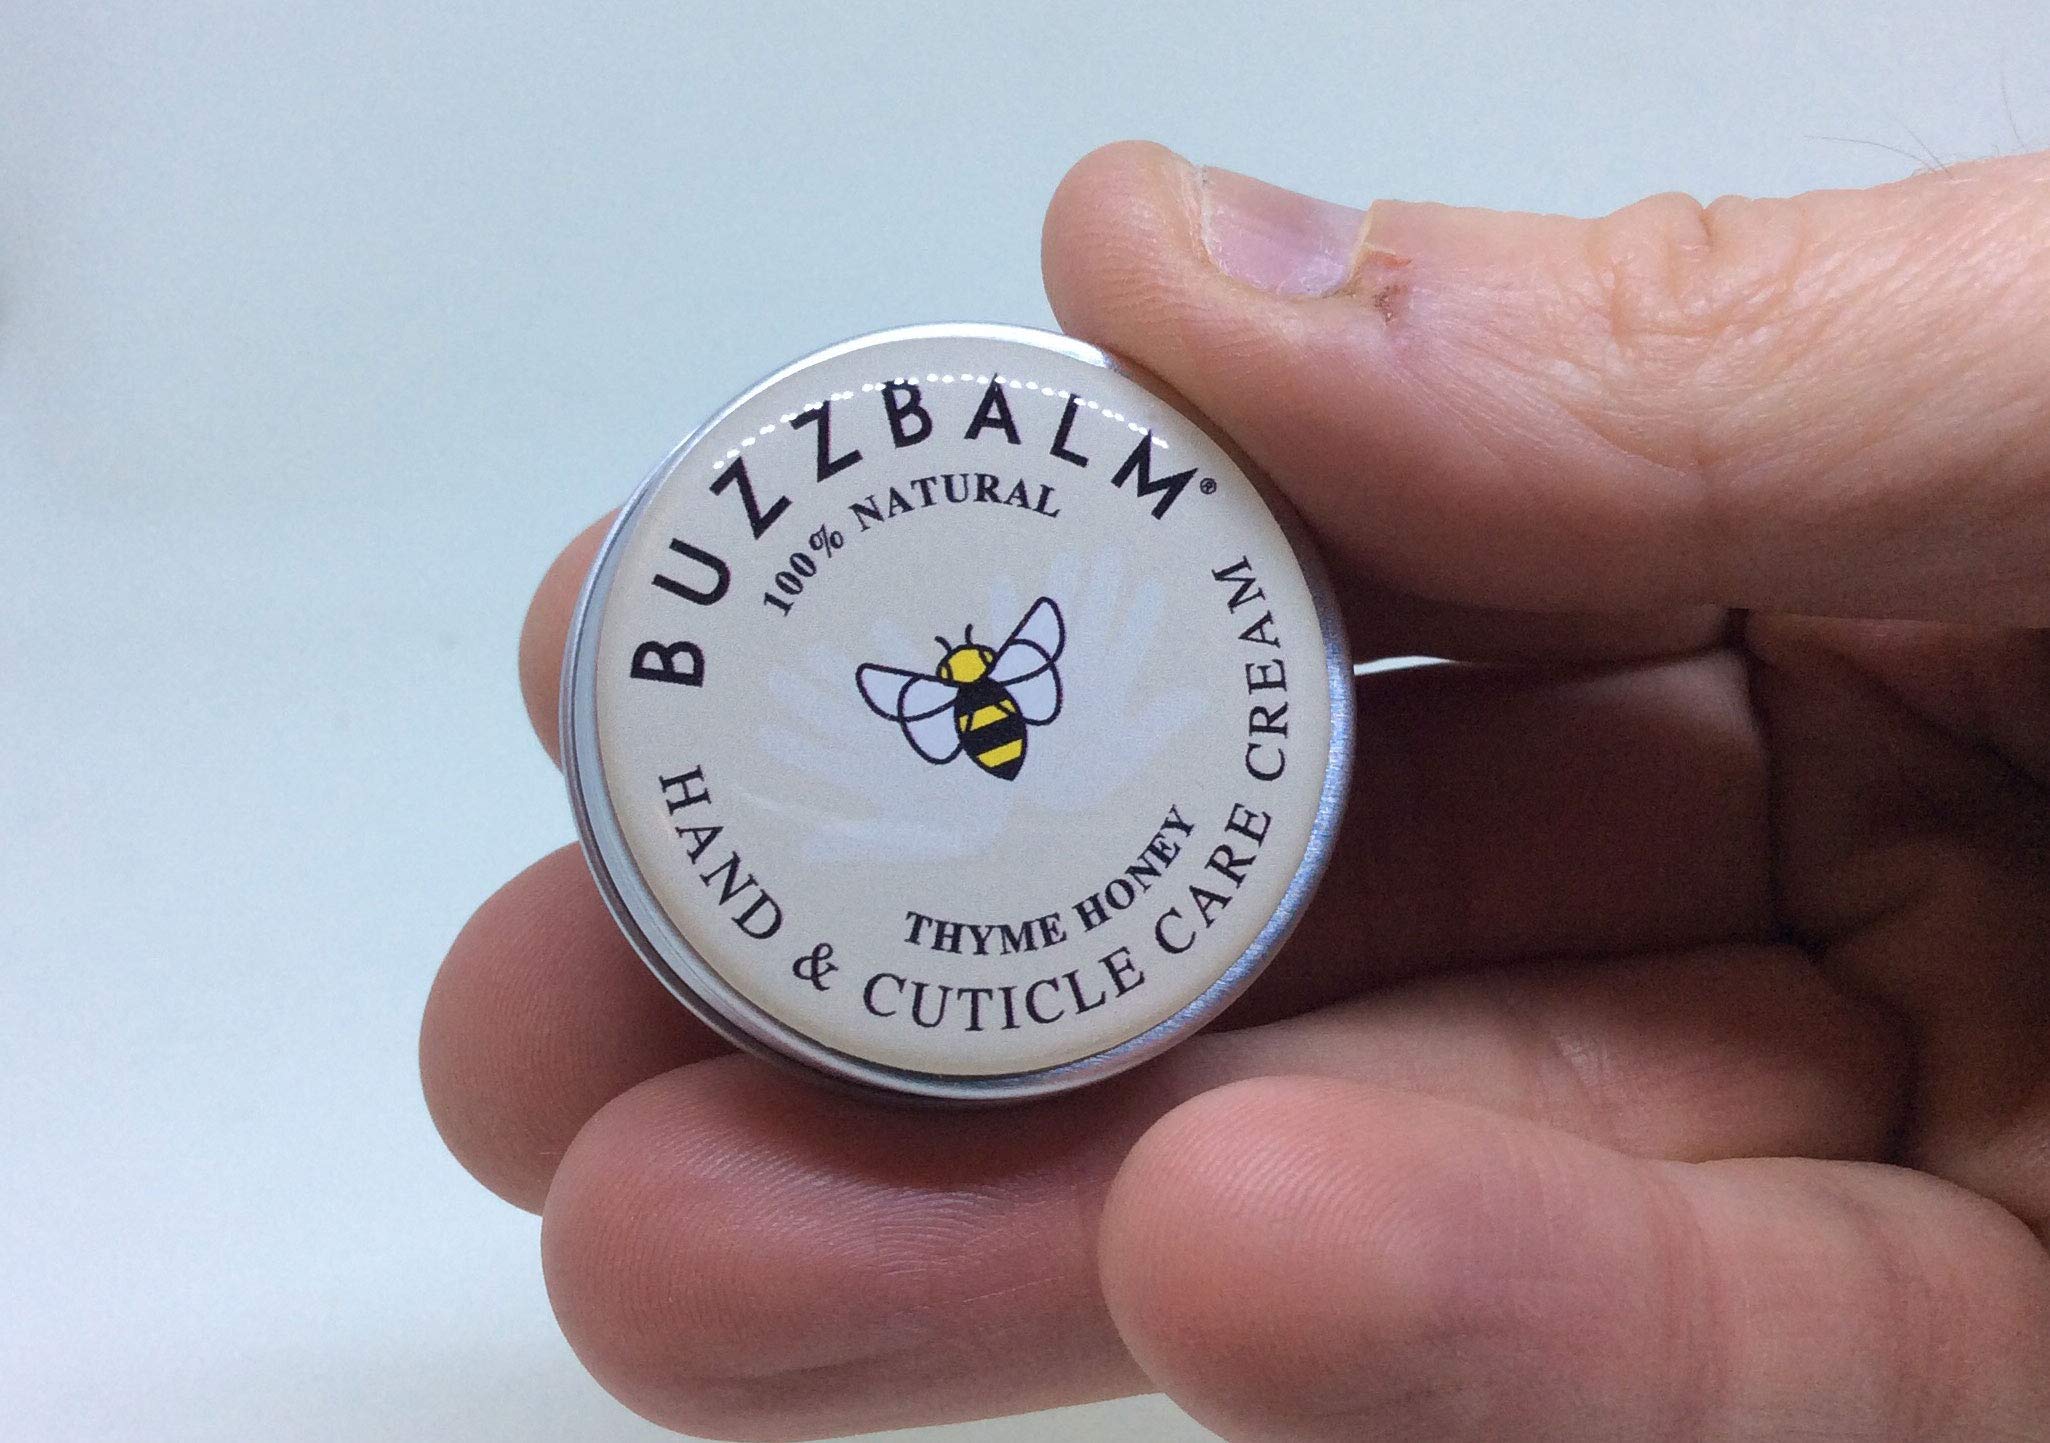 BUZZBALM®
100% NATURAL
THYME HONEY
HAND & CUTICLE CARE CREAM